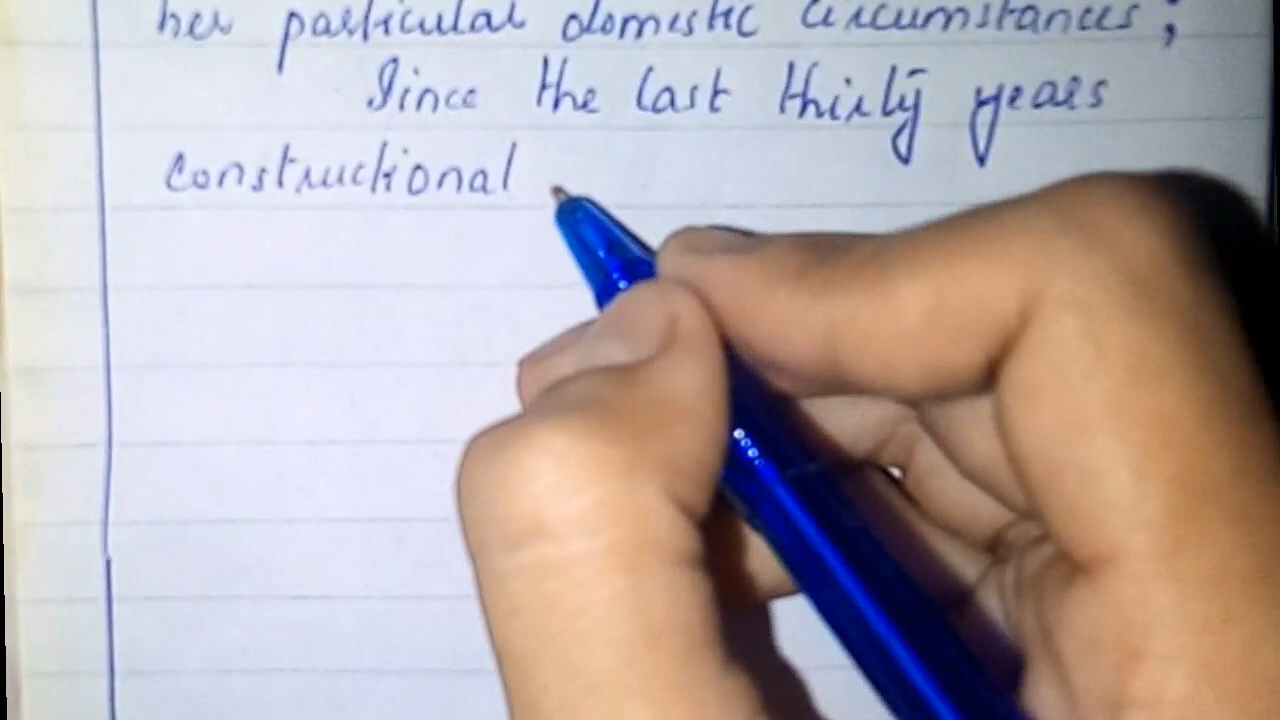 her particular domestic circumstances;
Since the last thirty years
constructional